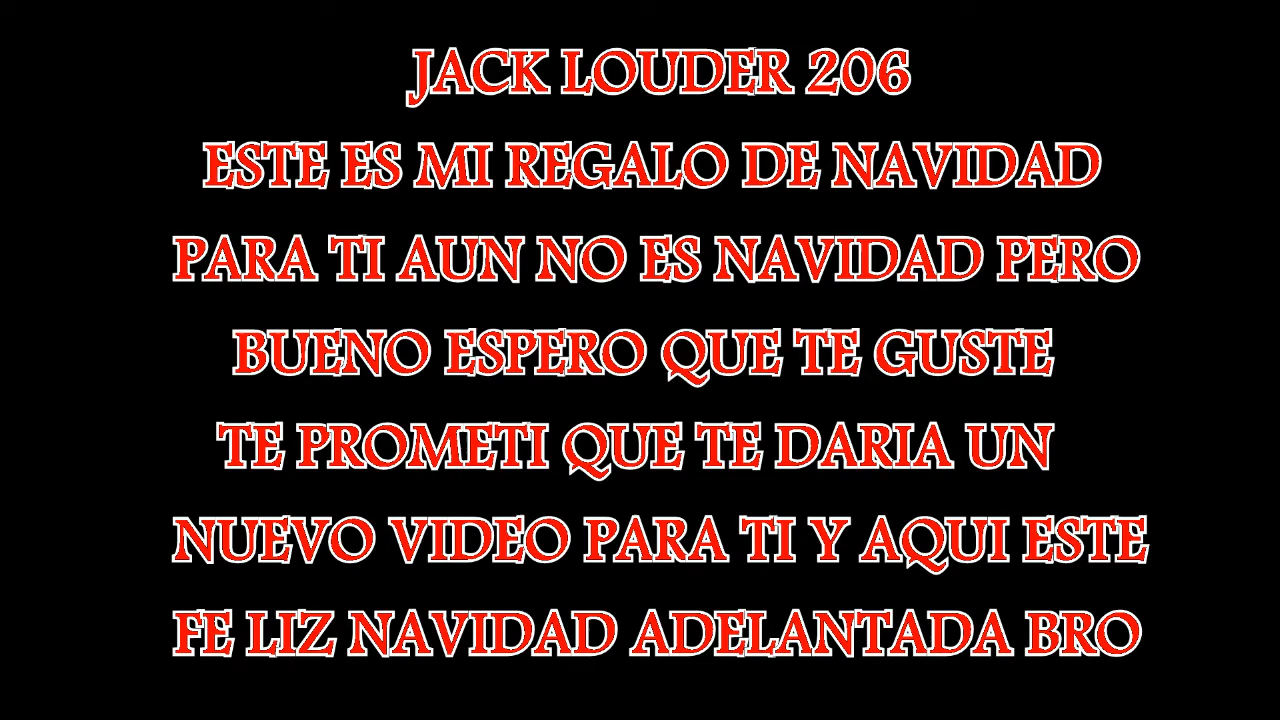 JACK LOUDER 206
ESTE ES MI REGALO DE NAVIDAD
PARA TI AUN NO ES NAVIDAD PERO
BUENO ESPERO QUE TE GUSTE
TE PROMETI QUE TE DARIA UN
NUEVO VIDEO PARA TI Y AQUI ESTE
FE LIZ NAVIDAD ADELANTADA BRO